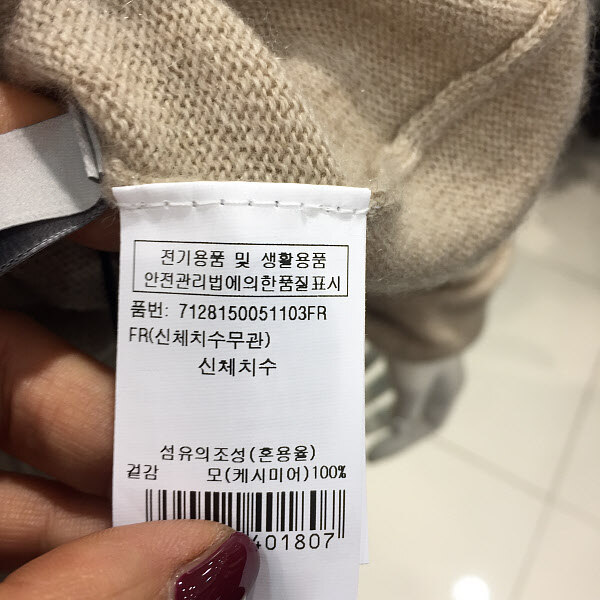 전기용품 및 생활용품
안전관리법에의한품질표시
품번: 7128150051103FR
FR(신체치수무관)
신체치수
섬유의조성(혼용율)
겉감 모(케시미어)100%
401807